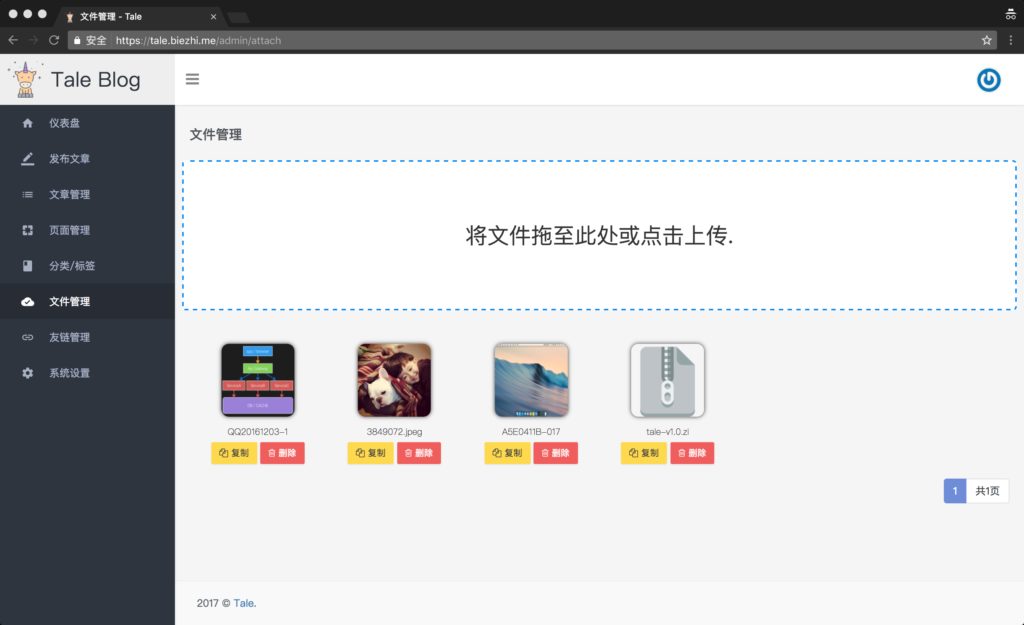 文件管理 - Tale
安全 https://tale.biezhi.me/admin/attach
Tale Blog
仪表盘
发布文章
文章管理
页面管理
分类/标签
文件管理
友链管理
系统设置
文件管理
将文件拖至此处或点击上传.
QQ20161203-1
复制 删除
3849072.jpeg
复制 删除
A5E0411B-017
复制 删除
tale-v1.0.zi
复制 删除
1 共1页
2017 © Tale.